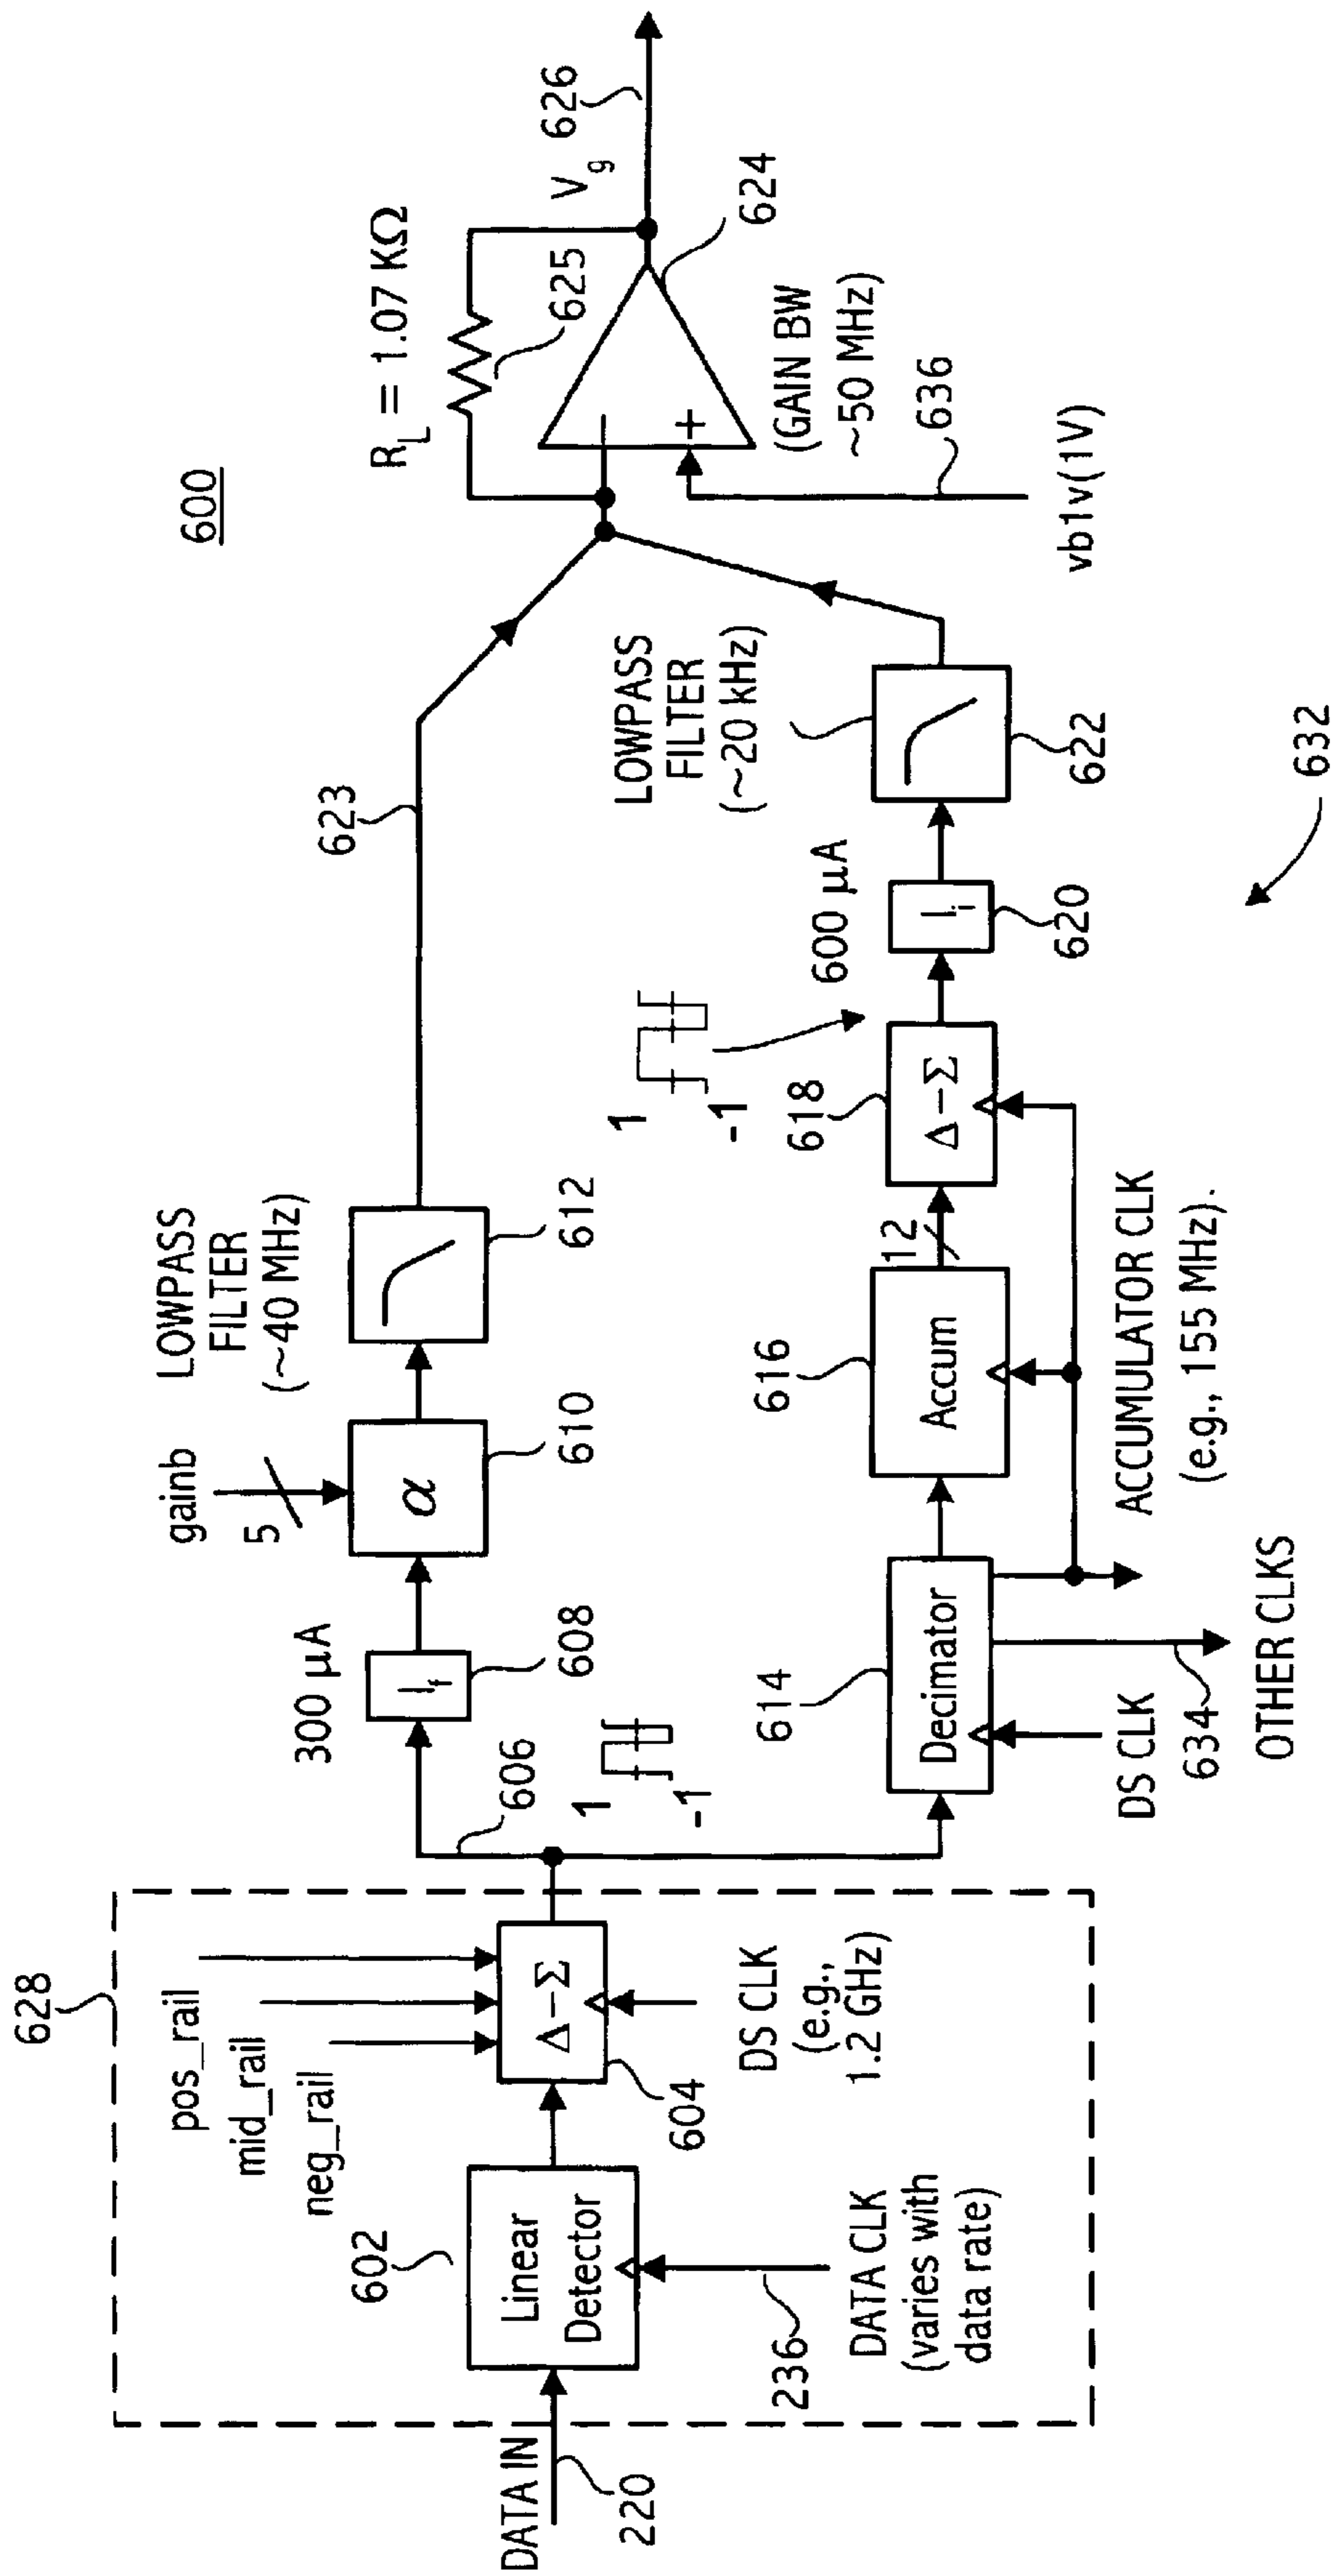 600
628
pos_rail
mid_rail
neg_rail
DATA IN
220
602
Linear
Detector
236
DATA CLK
(varies with
data rate)
Δ–Σ
604
DS CLK
(e.g.,
1.2 GHz)
606
1
-1
300 μA
I_f
608
gainb
5
α
610
LOWPASS
FILTER
(~40 MHz)
612
623
614
Decimator
DS CLK
634
OTHER CLKS
616
Accum
12
ACCUMULATOR CLK
(e.g., 155 MHz).
618
Δ–Σ
1
-1
600 μA
I_i
620
LOWPASS
FILTER
(~20 kHz)
622
632
R_L = 1.07 KΩ
625
–
+
624
(GAIN BW
~50 MHz)
636
vb1v(1V)
V_g
626